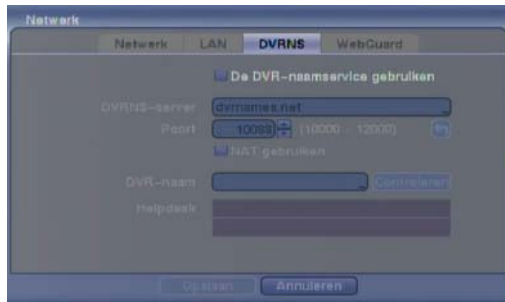 Netwerk
Netwerk LAN DVRNS WebGuard
De DVR-naamservice gebruiken
DVRNS-server dvrnames.net
Poort 10088 (10000 - 12000)
NAT gebruiken
DVR-naam Controleren
Helpdesk
Opslaan Annuleren